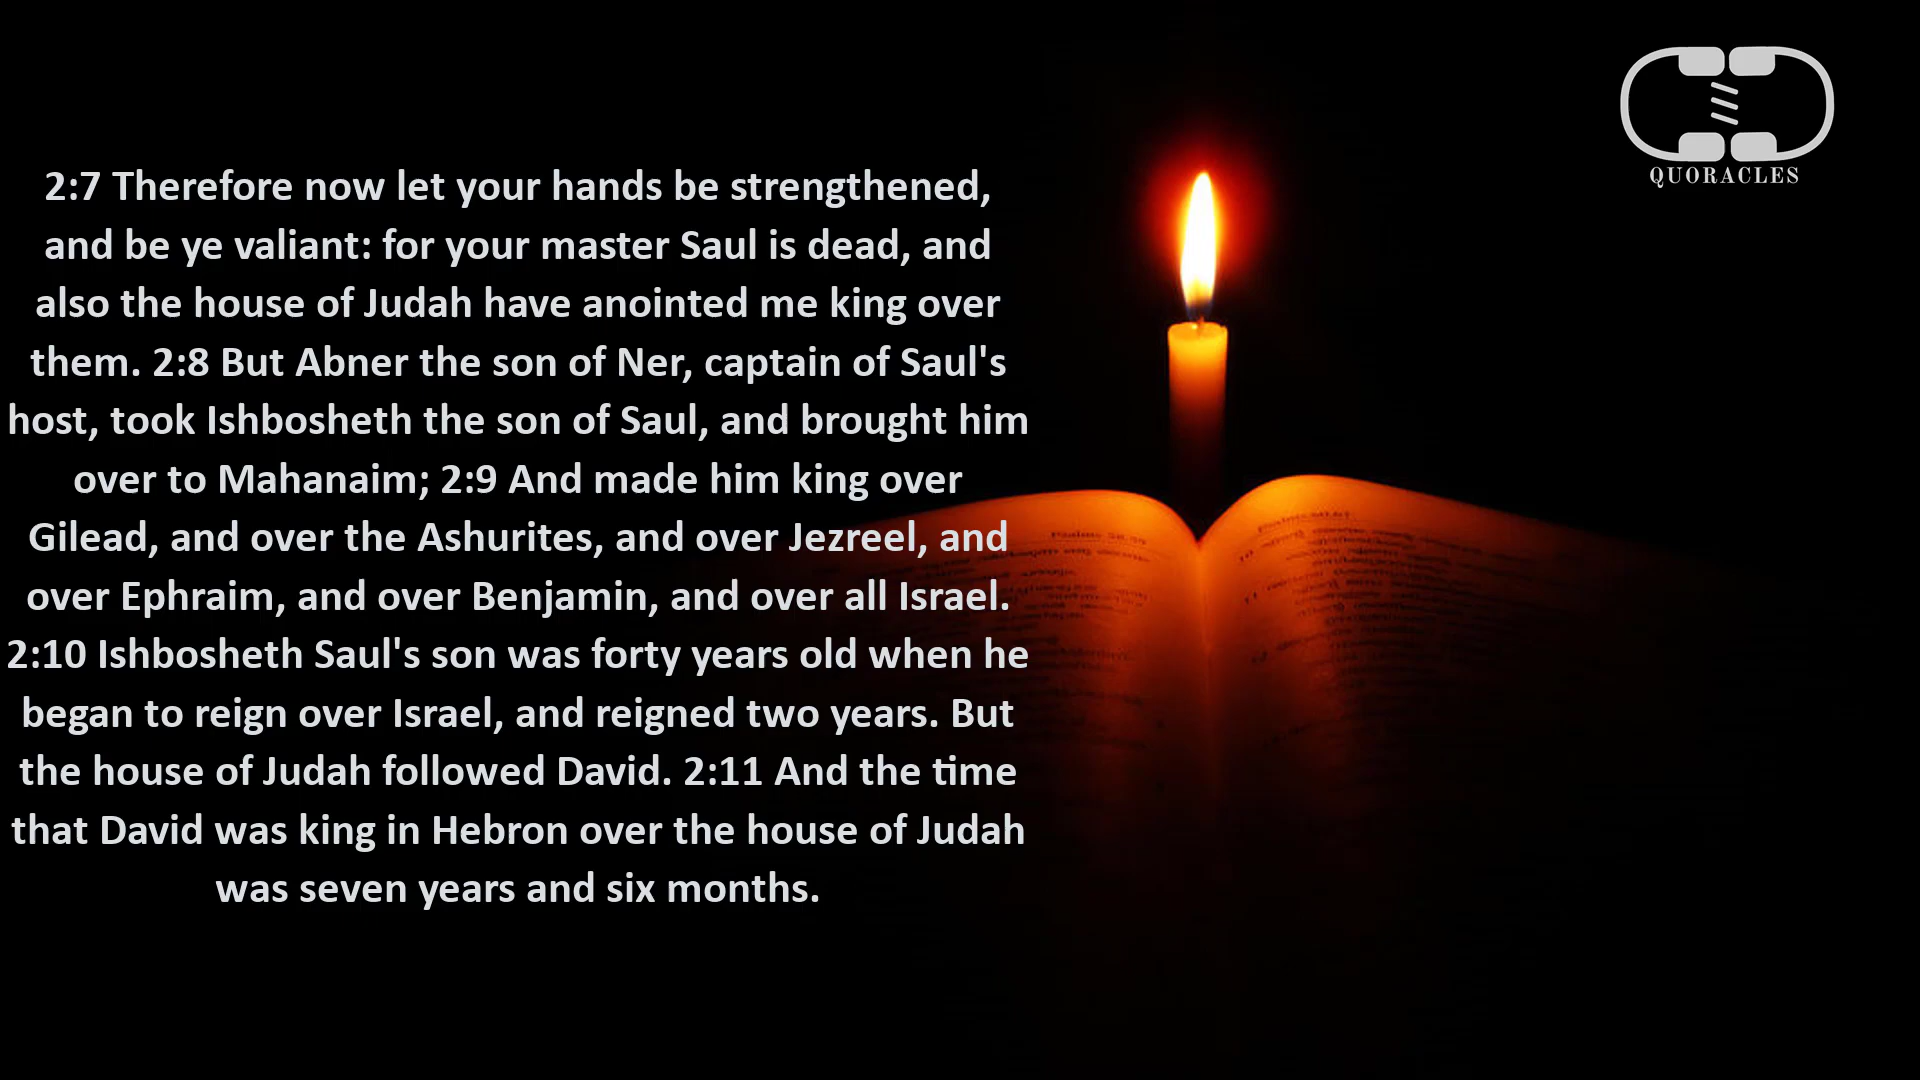 2:7 Therefore now let your hands be strengthened,
and be ye valiant: for your master Saul is dead, and
also the house of Judah have anointed me king over
them. 2:8 But Abner the son of Ner, captain of Saul's
host, took Ishbosheth the son of Saul, and brought him
over to Mahanaim; 2:9 And made him king over
Gilead, and over the Ashurites, and over Jezreel, and
over Ephraim, and over Benjamin, and over all Israel.
2:10 Ishbosheth Saul's son was forty years old when he
began to reign over Israel, and reigned two years. But
the house of Judah followed David. 2:11 And the time
that David was king in Hebron over the house of Judah
was seven years and six months.
QUORACLES